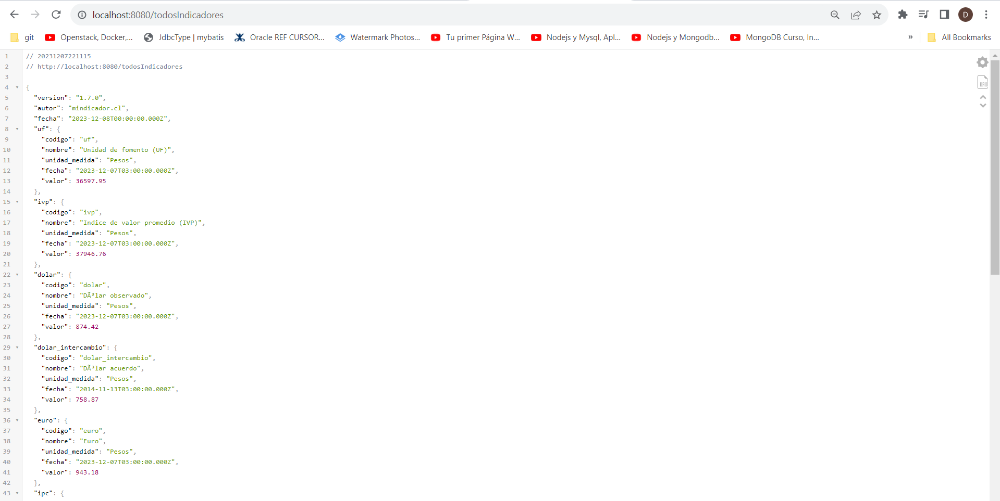 localhost:8080/todosIndicadores
D
git
Openstack, Docker,...
JdbcType | mybatis
Oracle REF CURSOR...
Watermark Photos...
Tu primer Página W...
Nodejs y Mysql, Apl...
Nodejs y Mongodb...
MongoDB Curso, In...
»
All Bookmarks
RAW
1 // 20231207221115
2 // http://localhost:8080/todosIndicadores
3
4 {
5 "version": "1.7.0",
6 "autor": "mindicador.cl",
7 "fecha": "2023-12-08T00:00:00.000Z",
8 "uf": {
9 "codigo": "uf",
10 "nombre": "Unidad de fomento (UF)",
11 "unidad_medida": "Pesos",
12 "fecha": "2023-12-07T03:00:00.000Z",
13 "valor": 36597.95
14 },
15 "ivp": {
16 "codigo": "ivp",
17 "nombre": "Indice de valor promedio (IVP)",
18 "unidad_medida": "Pesos",
19 "fecha": "2023-12-07T03:00:00.000Z",
20 "valor": 37946.76
21 },
22 "dolar": {
23 "codigo": "dolar",
24 "nombre": "DÃ³lar observado",
25 "unidad_medida": "Pesos",
26 "fecha": "2023-12-07T03:00:00.000Z",
27 "valor": 874.42
28 },
29 "dolar_intercambio": {
30 "codigo": "dolar_intercambio",
31 "nombre": "DÃ³lar acuerdo",
32 "unidad_medida": "Pesos",
33 "fecha": "2014-11-13T03:00:00.000Z",
34 "valor": 758.87
35 },
36 "euro": {
37 "codigo": "euro",
38 "nombre": "Euro",
39 "unidad_medida": "Pesos",
40 "fecha": "2023-12-07T03:00:00.000Z",
41 "valor": 943.18
42 },
43 "ipc": {